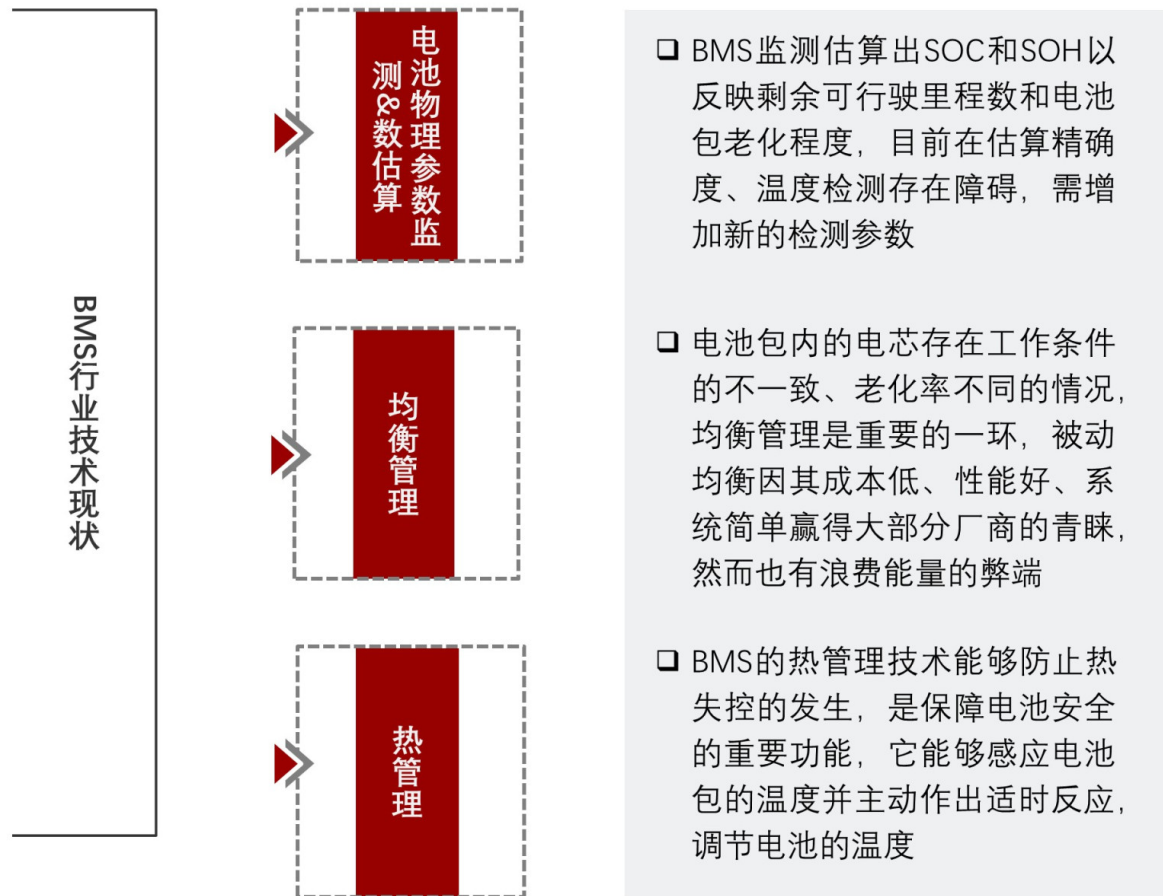 BMS行业技术现状
电池物理参数监
测&数估算
BMS监测估算出SOC和SOH以
反映剩余可行驶里程数和电池
包老化程度，目前在估算精确
度、温度检测存在障碍，需增
加新的检测参数
均衡管理
电池包内的电芯存在工作条件
的不一致、老化率不同的情况，
均衡管理是重要的一环，被动
均衡因其成本低、性能好、系
统简单赢得大部分厂商的青睐，
然而也有浪费能量的弊端
热管理
BMS的热管理技术能够防止热
失控的发生，是保障电池安全
的重要功能，它能够感应电池
包的温度并主动作出适时反应，
调节电池的温度